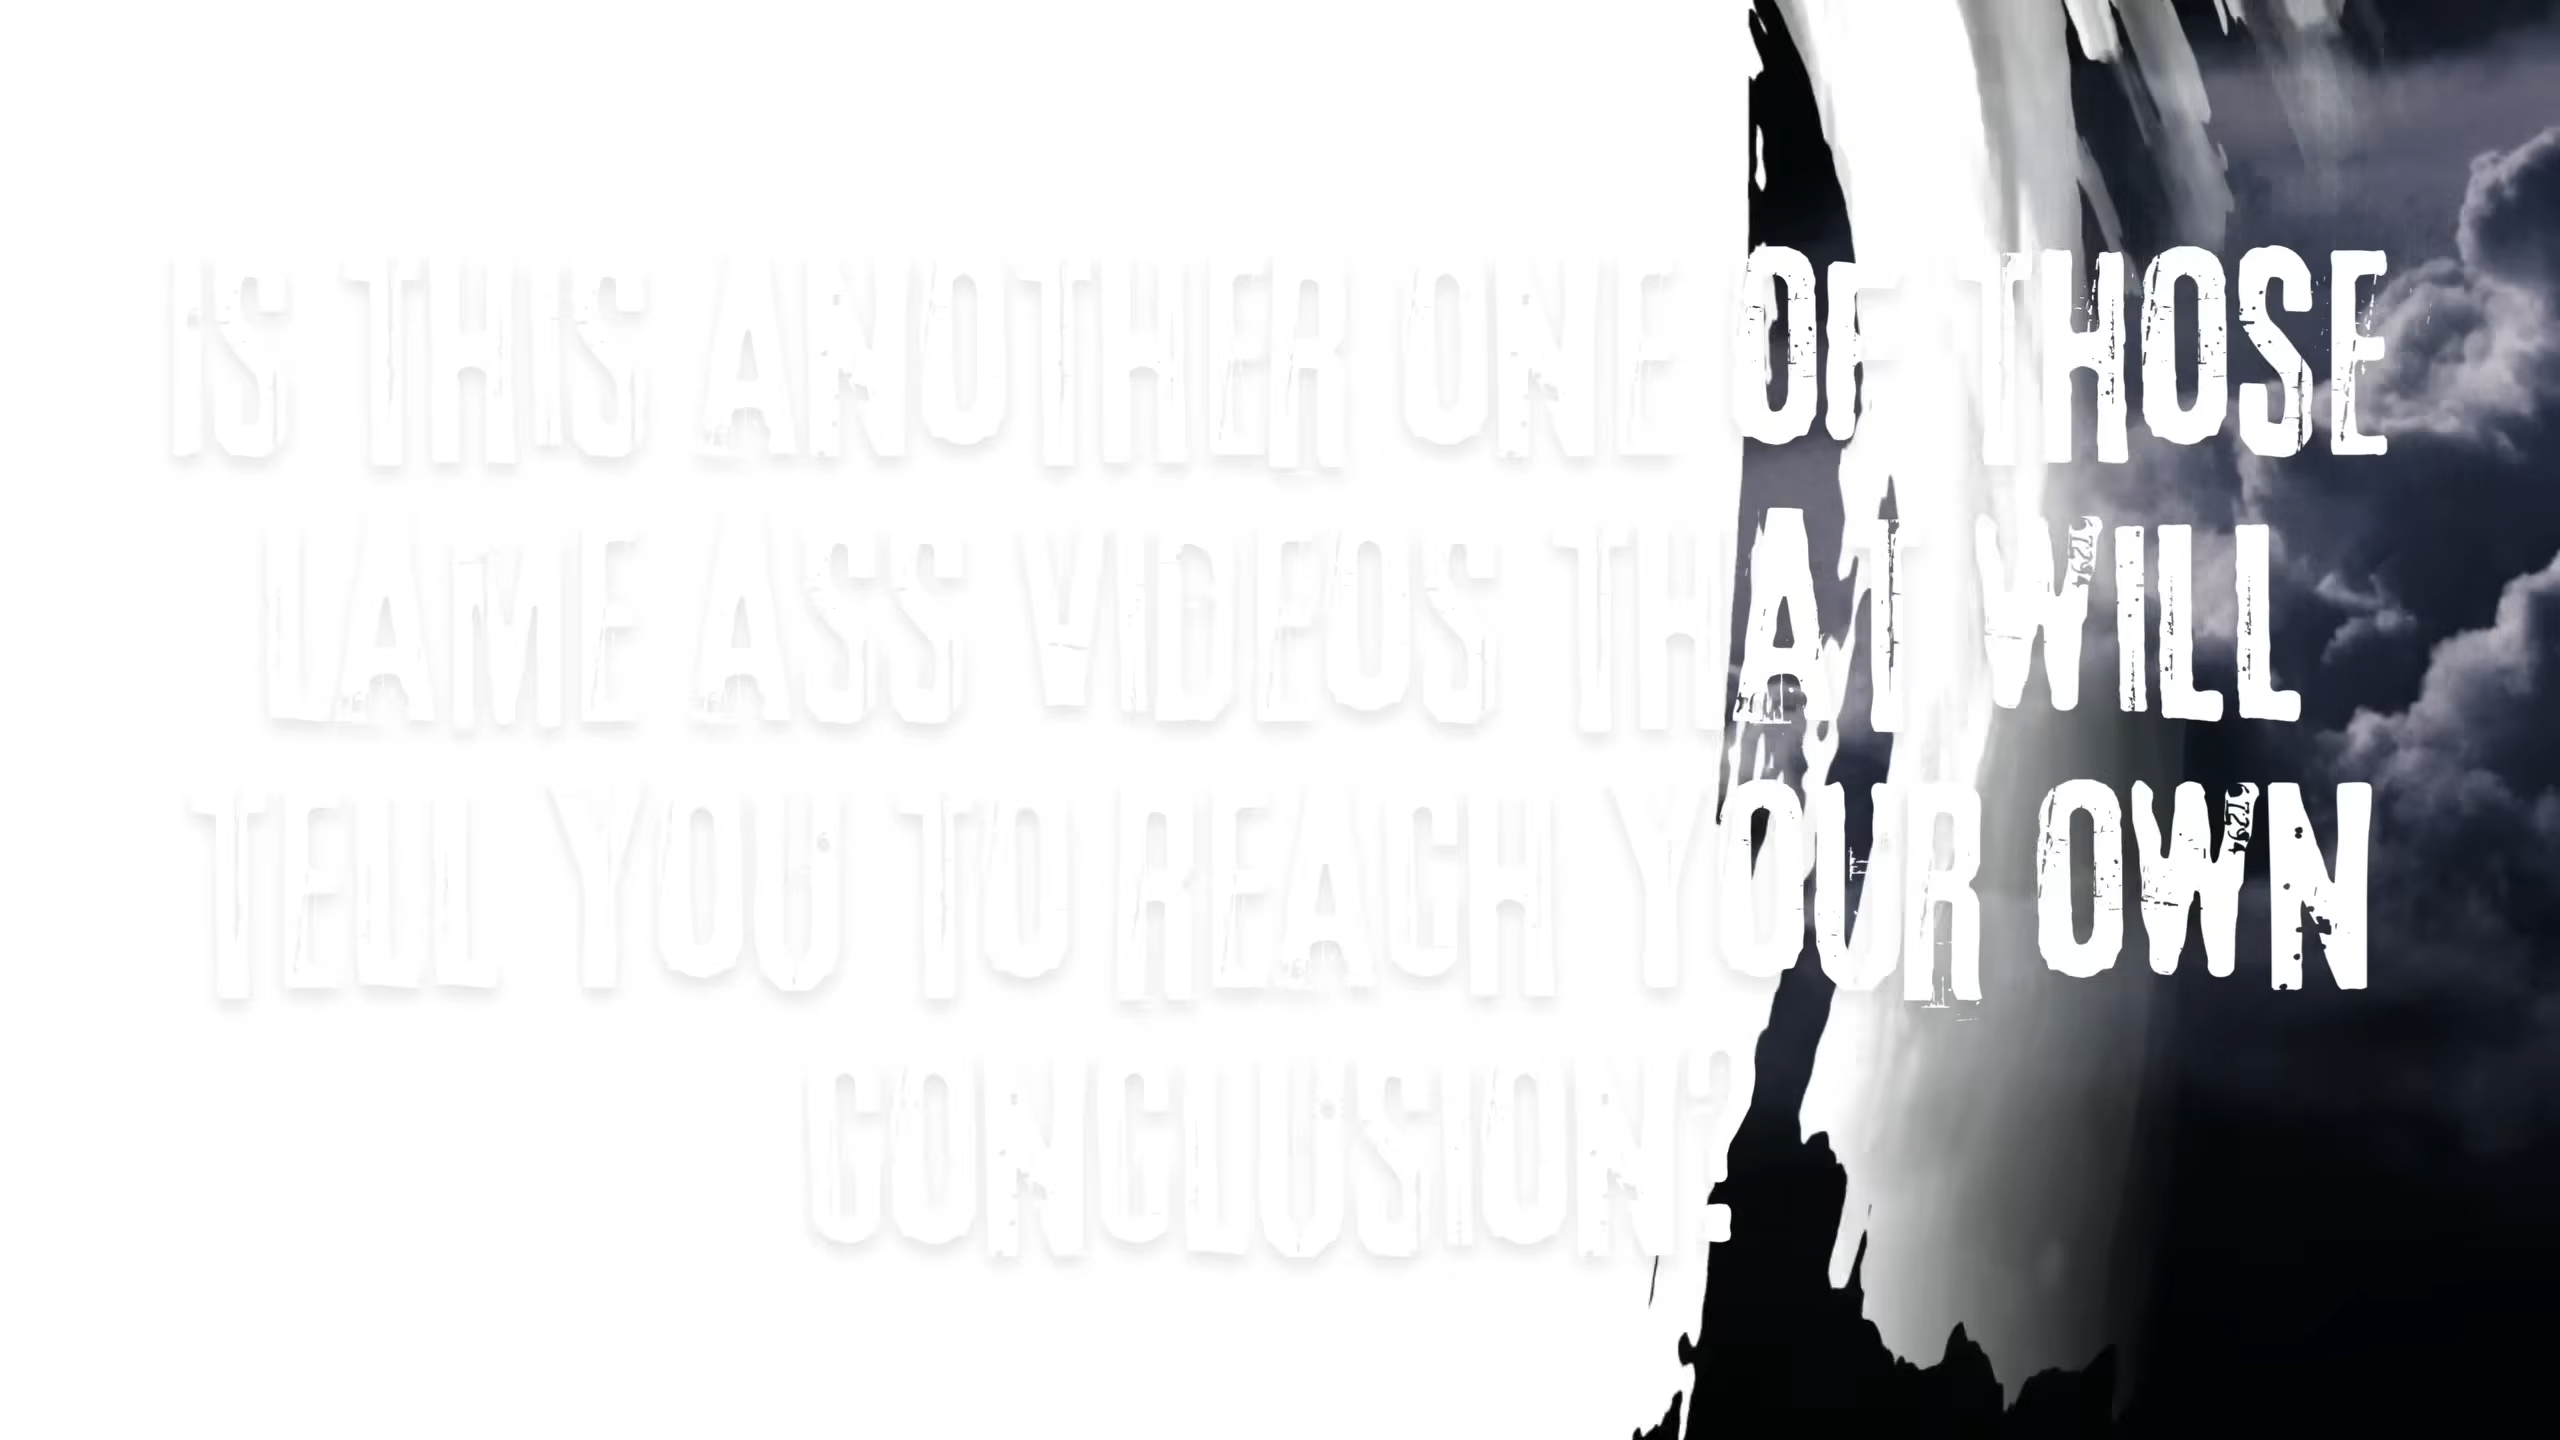 IS THIS ANOTHER ONE OF THOSE
LAME ASS VIDEOS THAT WILL
TELL YOU TO REACH YOUR OWN
CONCLUSION?